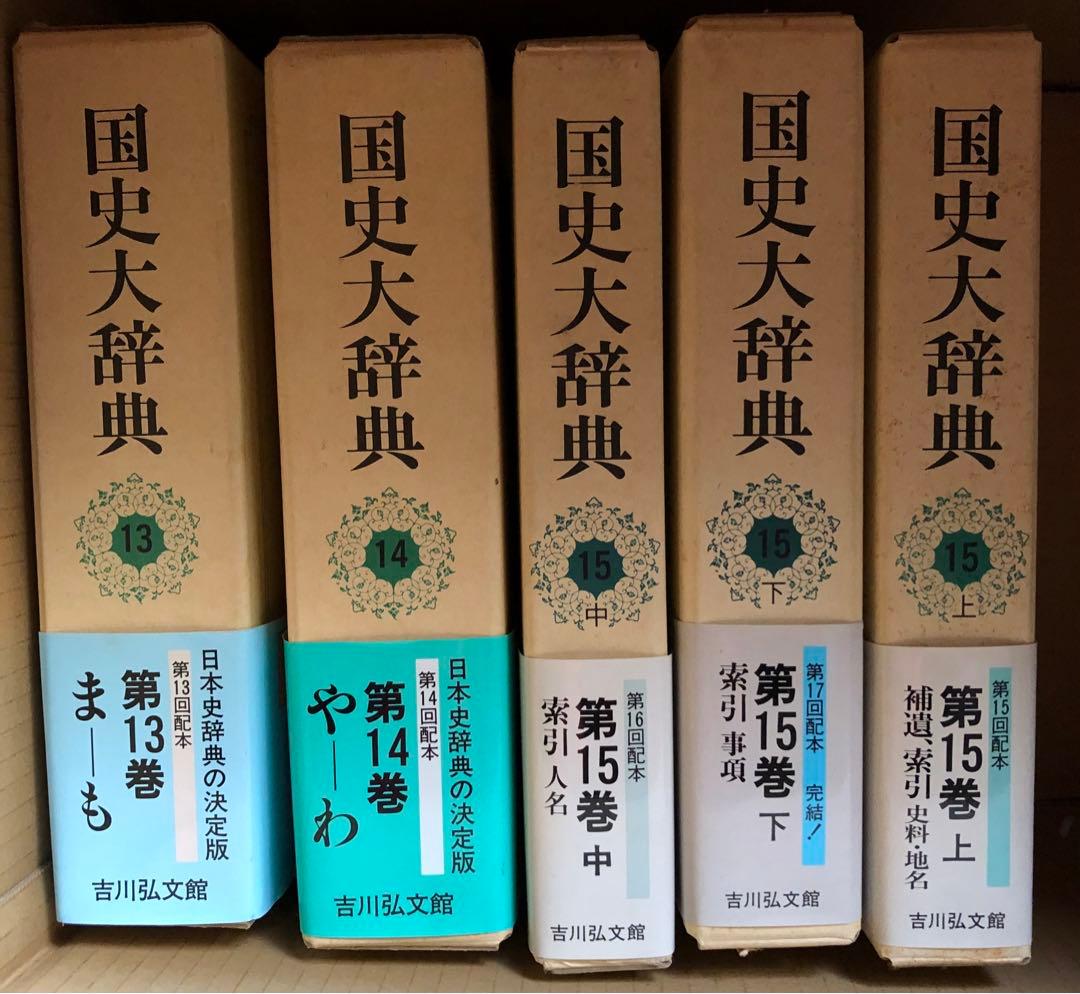 国史大辞典
13
日本史辞典の決定版
第13回配本
第13巻
ま―も
吉川弘文館
国史大辞典
14
日本史辞典の決定版
第14回配本
第14巻
や―わ
吉川弘文館
国史大辞典
15
中
第16回配本
第15巻 中
索引 人名
吉川弘文館
国史大辞典
15
下
第17回配本 完結!
第15巻 下
索引 事項
吉川弘文館
国史大辞典
15
上
第15回配本
第15巻 上
補遺、索引 史料・地名
吉川弘文館